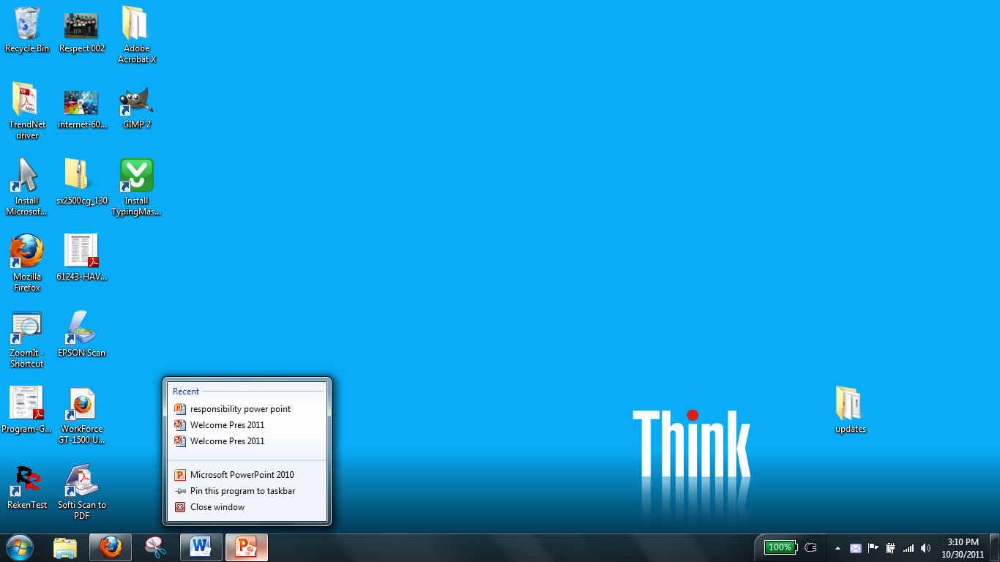 Recycle Bin
Respect 002
Adobe
Acrobat X
TrendNet
driver
internet-60...
GIMP 2
Install
Microsof...
sx2500cg_130
Install
TypingMas...
Mozilla
Firefox
61243-HAV...
ZoomIt -
Shortcut
EPSON Scan
Program-G...
WorkForce
GT-1500 U...
RekenTest
Softi Scan to
PDF
Recent
responsibility power point
Welcome Pres 2011
Welcome Pres 2011
Microsoft PowerPoint 2010
Pin this program to taskbar
Close window
Think
updates
100%
3:10 PM
10/30/2011